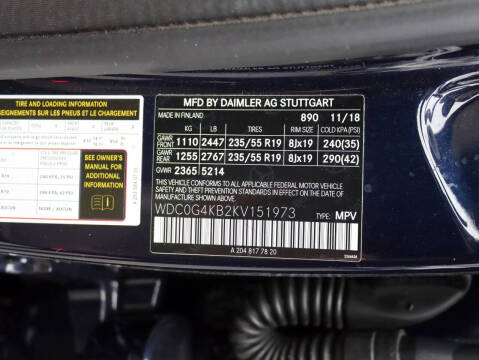 TIRE AND LOADING INFORMATION
ENSEIGNEMENTS SUR LES PNEUS ET LE CHARGEMENT
SEE OWNER'S
MANUAL FOR
ADDITIONAL
INFORMATION
MFD BY DAIMLER AG STUTTGART
MADE IN FINLAND 890 11/18
KG LB TIRES RIM SIZE COLD KPA(PSI)
GAWR FRONT 1110 2447 235/55 R19 8Jx19 240(35)
GAWR REAR 1255 2767 235/55 R19 8Jx19 290(42)
GVWR 2365 5214
THIS VEHICLE CONFORMS TO ALL APPLICABLE FEDERAL MOTOR VEHICLE
SAFETY STANDARDS IN EFFECT ON THE DATE OF
MANUFACTURE SHOWN ABOVE.
WDC0G4KB2KV151973 TYPE: MPV
A 204 817 78 20